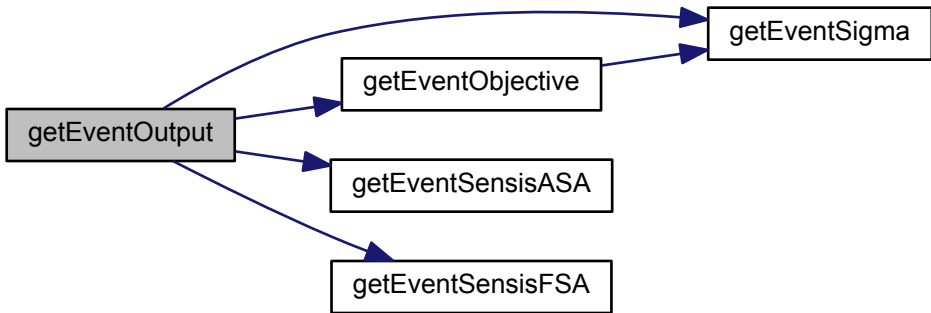 getEventOutput
getEventSigma
getEventObjective
getEventSensisASA
getEventSensisFSA